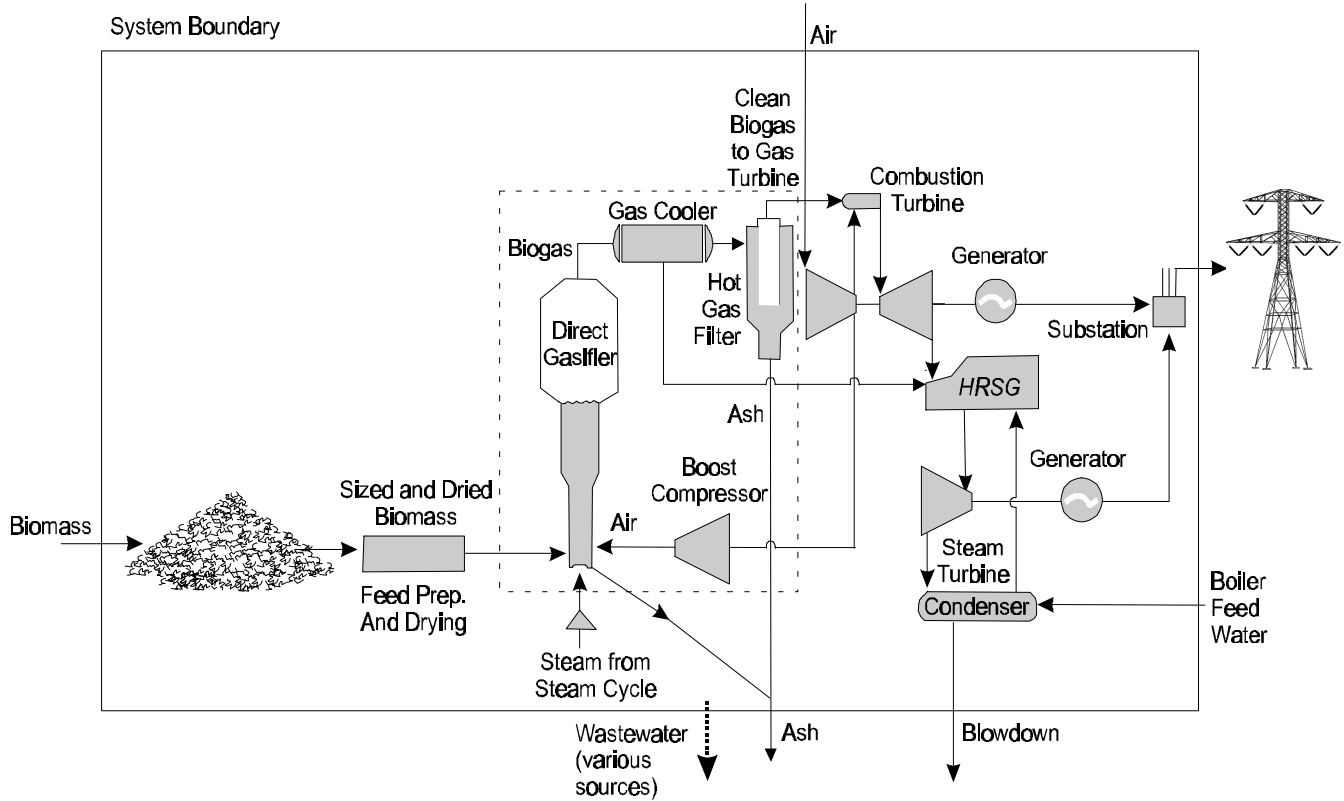 System Boundary
Air
Clean
Biogas
to Gas
Turbine
Combustion
Turbine
Gas Cooler
Biogas
Hot
Gas
Filter
Generator
Direct
Gasifier
Substation
HRSG
Ash
Boost
Compressor
Generator
Sized and Dried
Biomass
Biomass
Air
Feed Prep.
And Drying
Steam
Turbine
Condenser
Boiler
Feed
Water
Steam from
Steam Cycle
Wastewater
(various
sources)
Ash
Blowdown